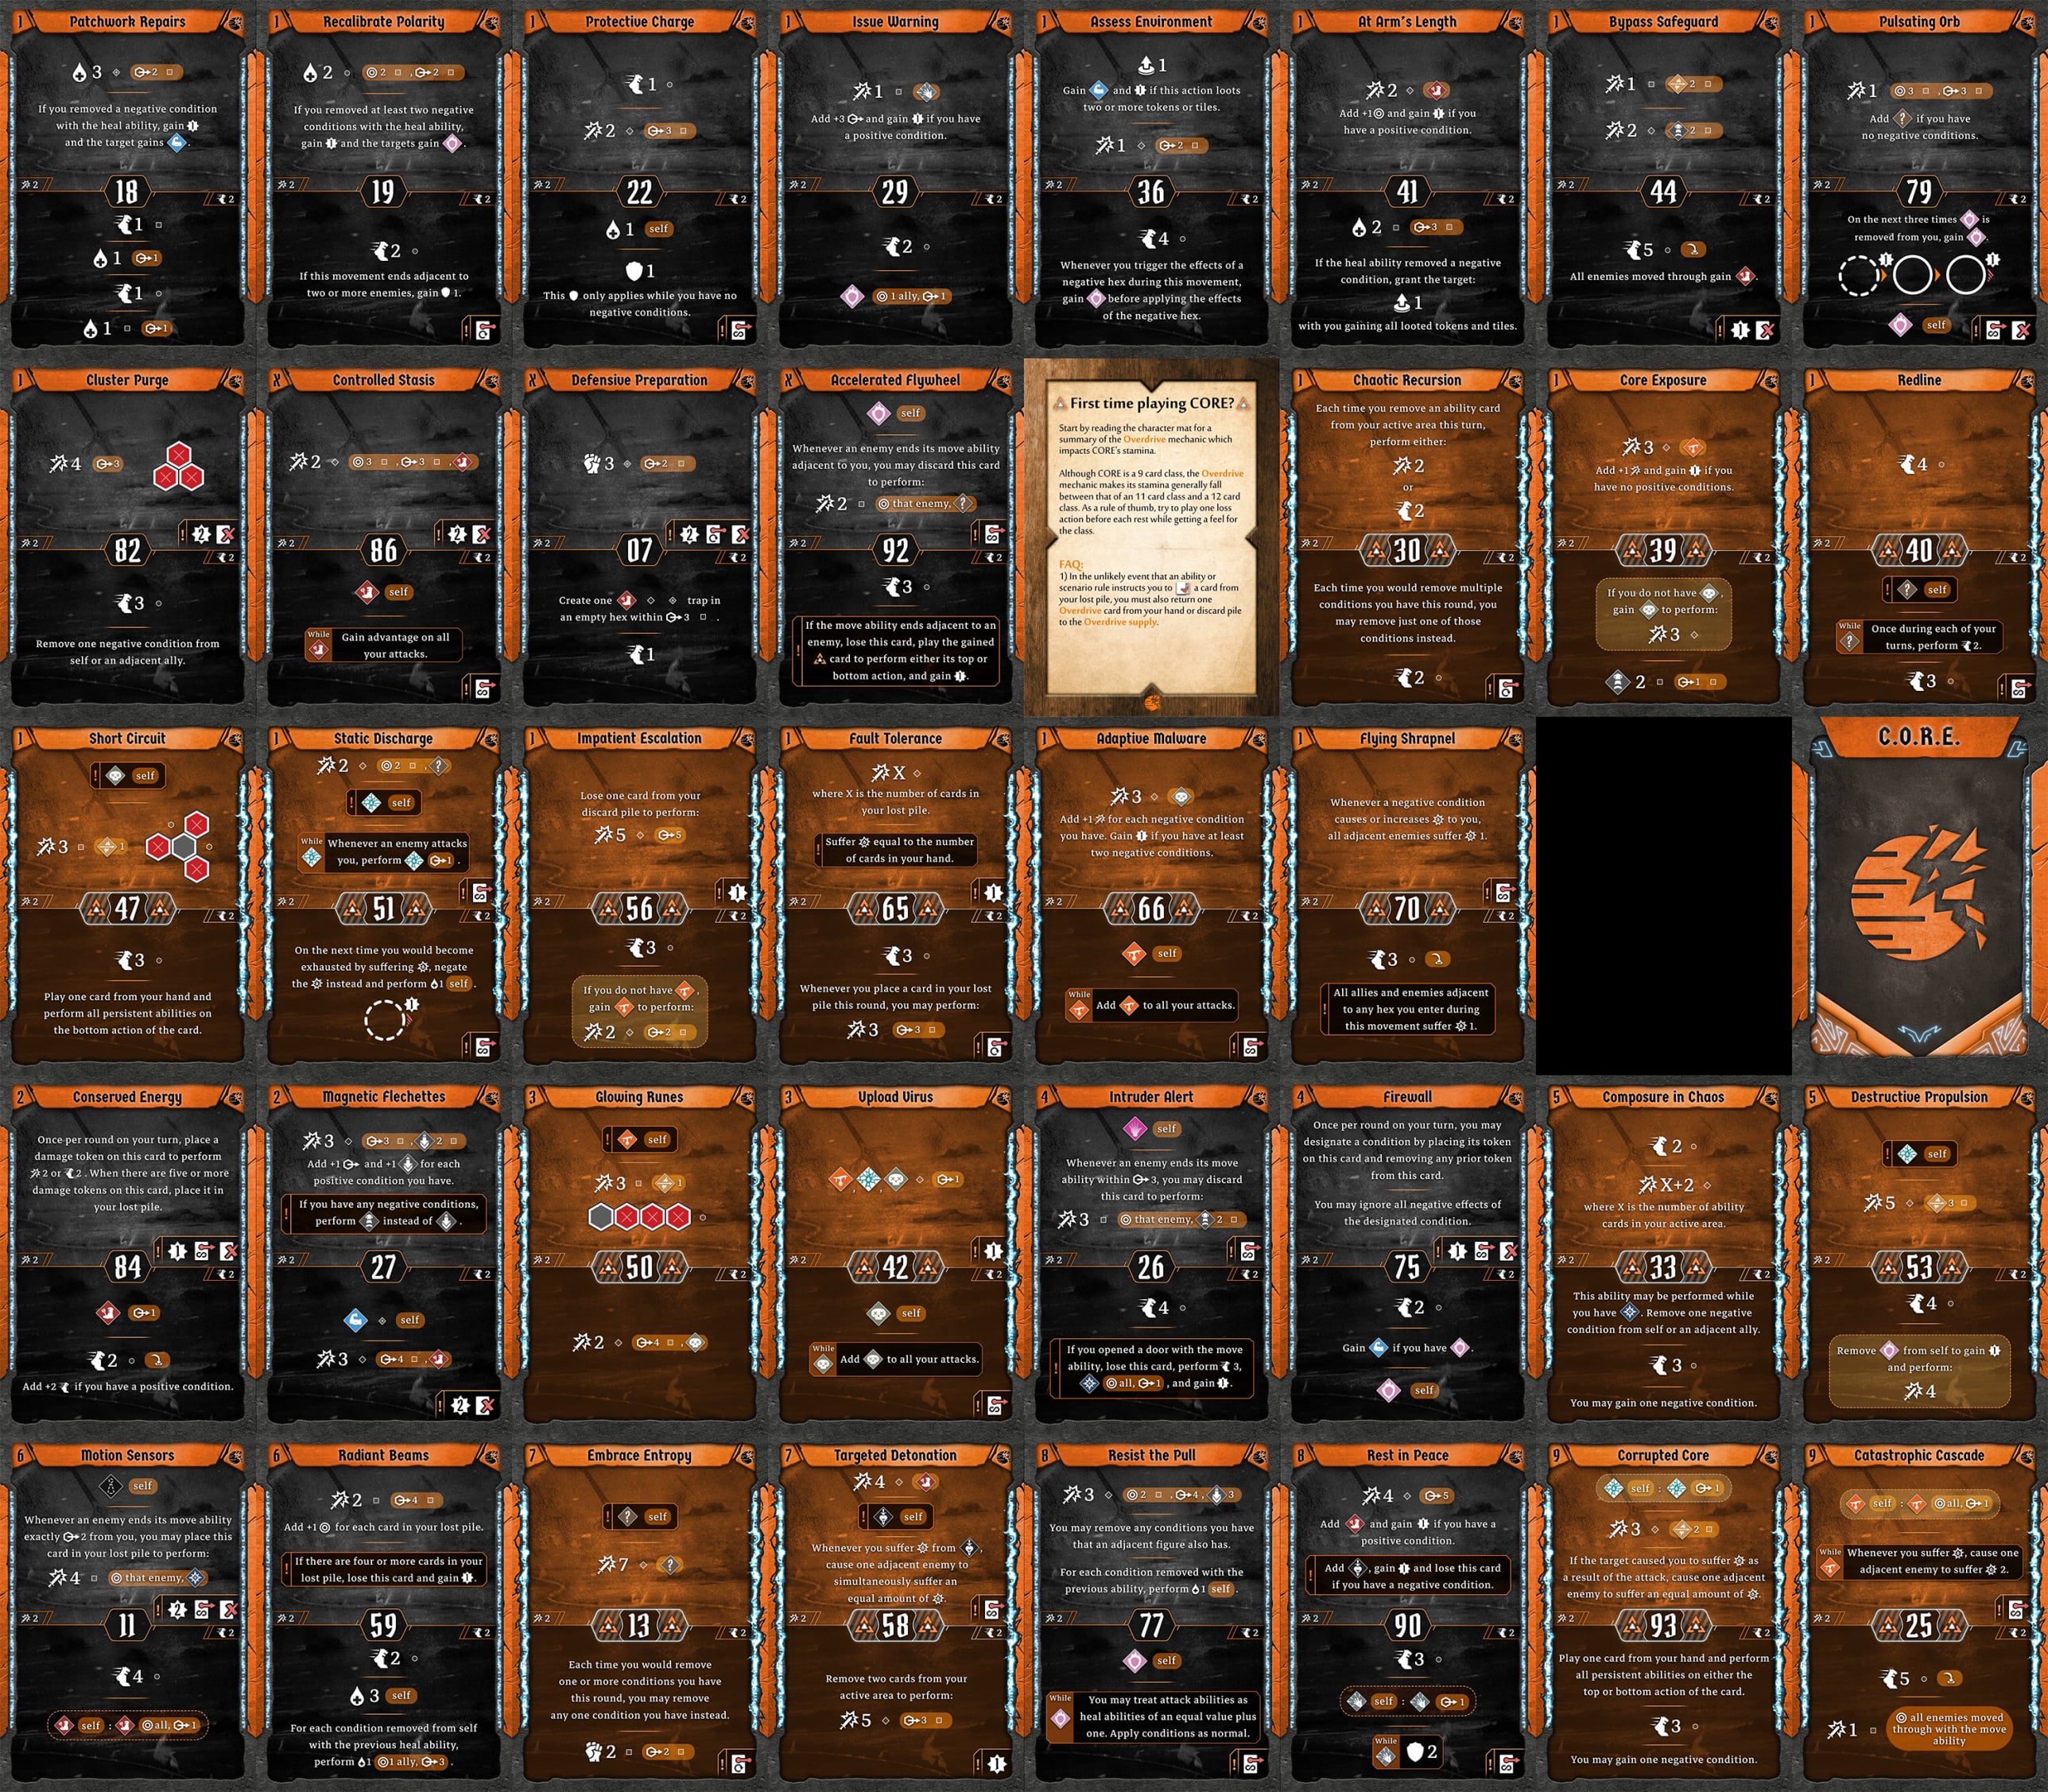 1 Patchwork Repairs
3 2
If you removed a negative condition
with the heal ability, gain
and the target gains .
2 18 2
1
1 1
1
1 1
1 Recalibrate Polarity
2 2 , 2
If you removed at least two negative
conditions with the heal ability,
gain and the targets gain .
2 19 2
2
If this movement ends adjacent to
two or more enemies, gain 1.
1 Protective Charge
1
2 3
2 22 2
1 self
1
This only applies while you have no
negative conditions.
1 Issue Warning
1
Add +3 and gain if you have
a positive condition.
2 29 2
2
1 ally, 1
1 Assess Environment
1
Gain and if this action loots
two or more tokens or tiles.
1 2
2 36 2
4
Whenever you trigger the effects of a
negative hex during this movement,
gain before applying the effects
of the negative hex.
1 At Arm's Length
2
Add +1 and gain if you
have a positive condition.
2 41 2
2 3
If the heal ability removed a negative
condition, grant the target:
1
with you gaining all looted tokens and tiles.
1 Bypass Safeguard
1 2
2 2
2 44 2
5
All enemies moved through gain .
1
1 Pulsating Orb
1 3 , 3
Add ? if you have
no negative conditions.
2 79 2
On the next three times is
removed from you, gain .
1 1
self
1 Cluster Purge
4 3
2
2 82 2
3
Remove one negative condition from
self or an adjacent ally.
X Controlled Stasis
2 3 , 3 ,
2
2 86 2
self
While Gain advantage on all
your attacks.
X Defensive Preparation
3 2
2
2 07 2
Create one trap in
an empty hex within 3 .
1
X Accelerated Flywheel
self
Whenever an enemy ends its move ability
adjacent to you, you may discard this card
to perform:
2 that enemy, ?
2 92 2
3
If the move ability ends adjacent to an
enemy, lose this card, play the gained
card to perform either its top or
bottom action, and gain .
First time playing CORE?
Start by reading the character mat for a
summary of the Overdrive mechanic which
impacts CORE's stamina.
Although CORE is a 9 card class, the Overdrive
mechanic makes its stamina generally fall
between that of an 11 card class and a 12 card
class. As a rule of thumb, try to play one loss
action before each rest while getting a feel for
the class.
FAQ:
1) In the unlikely event that an ability or
scenario rule instructs you to a card from
your lost pile, you must also return one
Overdrive card from your hand or discard pile
to the Overdrive supply.
1 Chaotic Recursion
Each time you remove an ability card
from your active area this turn,
perform either:
2
or
2
2 30 2
Each time you would remove multiple
conditions you have this round, you
may remove just one of those
conditions instead.
2
1 Core Exposure
3
Add +1 and gain if you
have no positive conditions.
2 39 2
If you do not have ,
gain to perform:
3
2 1
1 Redline
4
2 40 2
? self
While ? Once during each of your
turns, perform 2.
3
1 Short Circuit
self
3 1
2 47 2
3
Play one card from your hand and
perform all persistent abilities on
the bottom action of the card.
1 Static Discharge
2 2 , ?
self
While Whenever an enemy attacks
you, perform 1 .
2 51 2
On the next time you would become
exhausted by suffering , negate
the instead and perform 1 self .
1
1 Impatient Escalation
Lose one card from your
discard pile to perform:
5 5
1
2 56 2
3
If you do not have ,
gain to perform:
2 2
1 Fault Tolerance
X
where X is the number of cards in
your lost pile.
Suffer equal to the number
of cards in your hand.
1
2 65 2
3
Whenever you place a card in your lost
pile this round, you may perform:
3 3
1 Adaptive Malware
3
Add +1 for each negative condition
you have. Gain if you have at least
two negative conditions.
2 66 2
self
While Add to all your attacks.
1 Flying Shrapnel
Whenever a negative condition
causes or increases to you,
all adjacent enemies suffer 1.
2 70 2
3
All allies and enemies adjacent
to any hex you enter during
this movement suffer 1.
C.O.R.E.
2 Conserved Energy
Once per round on your turn, place a
damage token on this card to perform
2 or 2 . When there are five or more
damage tokens on this card, place it in
your lost pile.
1
2 84 2
1
2
Add +2 if you have a positive condition.
2 Magnetic Flechettes
3 3 , 2
Add +1 and +1 for each
positive condition you have.
If you have any negative conditions,
perform instead of .
2 27 2
self
3 4 ,
2
3 Glowing Runes
self
3 1
2 50 2
2 4 ,
3 Upload Virus
, , 1
1
2 42 2
self
While Add to all your attacks.
4 Intruder Alert
self
Whenever an enemy ends its move
ability within 3, you may discard
this card to perform:
3 that enemy, 2
2 26 2
4
If you opened a door with the move
ability, lose this card, perform 3,
all, 1 , and gain .
4 Firewall
Once per round on your turn, you may
designate a condition by placing its token
on this card and removing any prior token
from this card.
You may ignore all negative effects of
the designated condition.
1
2 75 2
2
Gain if you have .
self
5 Composure in Chaos
2
X+2
where X is the number of ability
cards in your active area.
2 33 2
This ability may be performed while
you have . Remove one negative
condition from self or an adjacent ally.
3
You may gain one negative condition.
5 Destructive Propulsion
self
5 3
2 53 2
4
Remove from self to gain
and perform:
4
6 Motion Sensors
self
Whenever an enemy ends its move ability
exactly 2 from you, you may place this
card in your lost pile to perform:
4 that enemy,
2
2 11 2
4
self : all, 1
6 Radiant Beams
2 4
Add +1 for each card in your lost pile.
If there are four or more cards in your
lost pile, lose this card and gain .
2 59 2
2
3 self
For each condition removed from self
with the previous heal ability,
perform 1 1 ally, 3 .
7 Embrace Entropy
? self
7 ?
2 13 2
Each time you would remove
one or more conditions you have
this round, you may remove
any one condition you have instead.
2 2
7 Targeted Detonation
4
self
Whenever you suffer from ,
cause one adjacent enemy to
simultaneously suffer an
equal amount of .
2 58 2
Remove two cards from your
active area to perform:
5 3
1
8 Resist the Pull
3 2 , 4, 3
You may remove any conditions you have
that an adjacent figure also has.
For each condition removed with the
previous ability, perform 1 self .
2 77 2
self
While You may treat attack abilities as
heal abilities of an equal value plus
one. Apply conditions as normal.
8 Rest in Peace
4 5
Add and gain if you have a
positive condition.
Add , gain and lose this card
if you have a negative condition.
2 90 2
3
self : 1
While 2
9 Corrupted Core
self : 1
3 2
If the target caused you to suffer as
a result of the attack, cause one adjacent
enemy to suffer an equal amount of .
2 93 2
Play one card from your hand and perform
all persistent abilities on either the
top or bottom action of the card.
3
You may gain one negative condition.
9 Catastrophic Cascade
self : all, 1
While Whenever you suffer , cause one
adjacent enemy to suffer 2.
2 25 2
5
1 all enemies moved
through with the move
ability